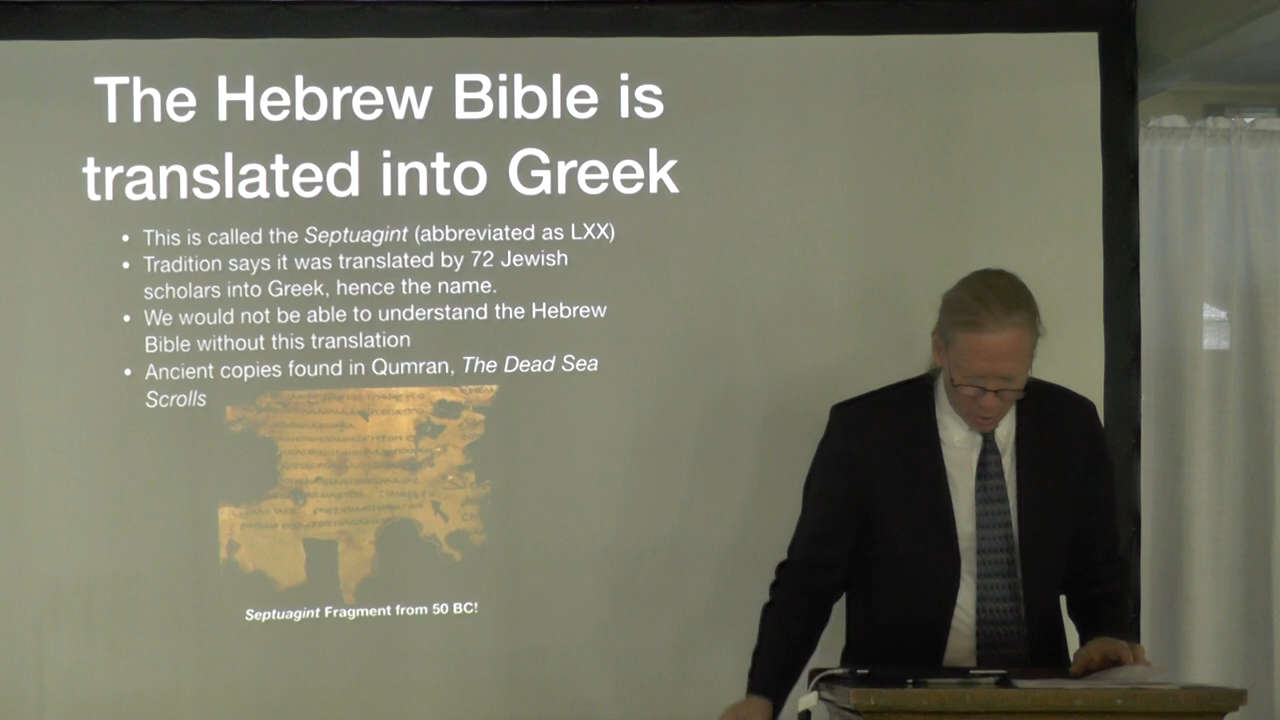 The Hebrew Bible is
translated into Greek
• This is called the Septuagint (abbreviated as LXX)
• Tradition says it was translated by 72 Jewish
scholars into Greek, hence the name.
• We would not be able to understand the Hebrew
Bible without this translation
• Ancient copies found in Qumran, The Dead Sea
Scrolls
Septuagint Fragment from 50 BC!